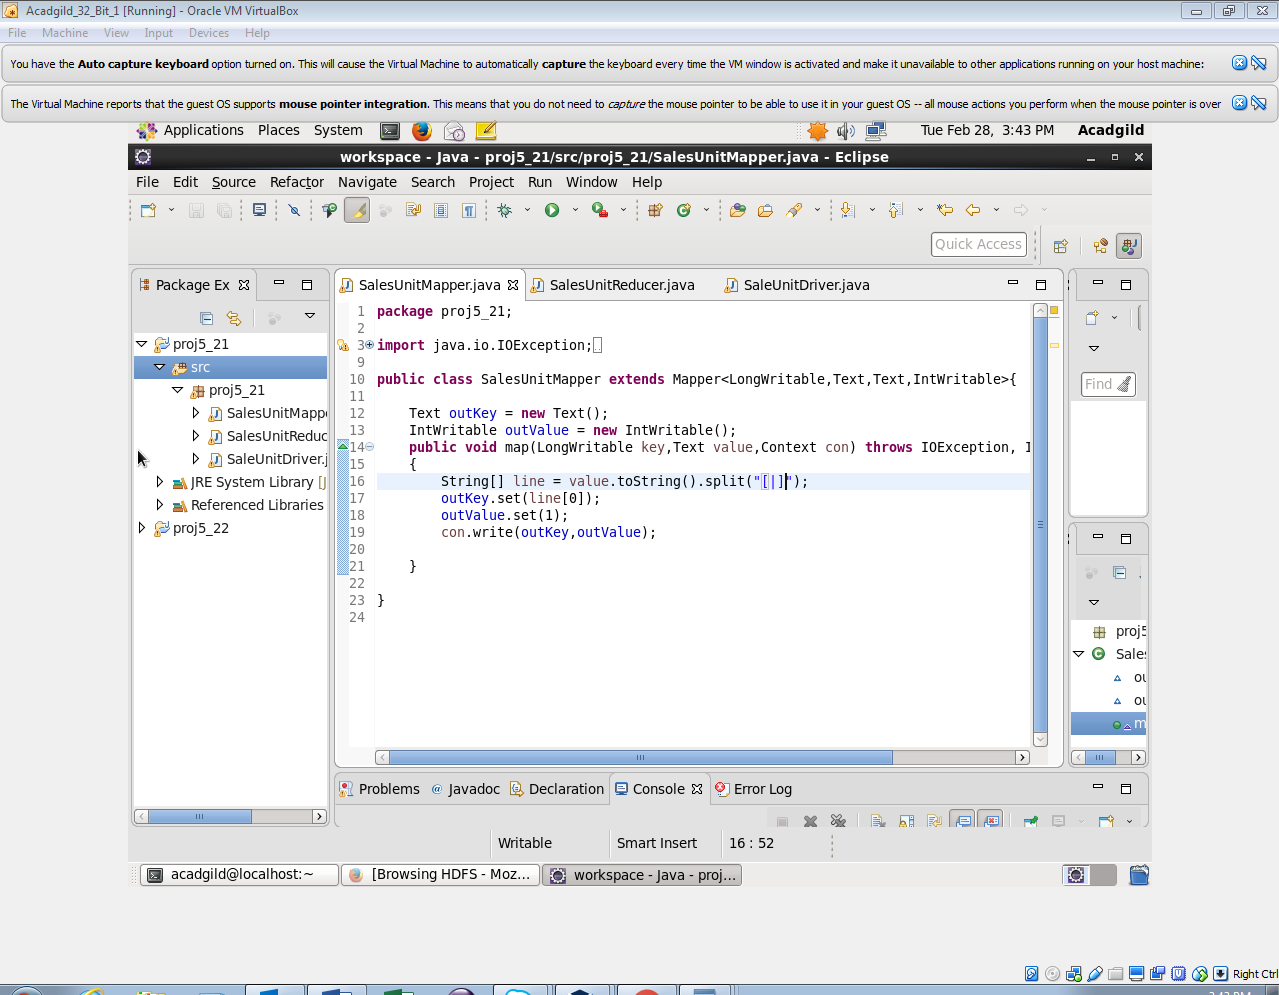 Acadgild_32_Bit_1 [Running] - Oracle VM VirtualBox
File Machine View Input Devices Help
You have the Auto capture keyboard option turned on. This will cause the Virtual Machine to automatically capture the keyboard every time the VM window is activated and make it unavailable to other applications running on your host machine:
The Virtual Machine reports that the guest OS supports mouse pointer integration. This means that you do not need to capture the mouse pointer to be able to use it in your guest OS -- all mouse actions you perform when the mouse pointer is over
Applications Places System Tue Feb 28, 3:43 PM Acadgild
workspace - Java - proj5_21/src/proj5_21/SalesUnitMapper.java - Eclipse
File Edit Source Refactor Navigate Search Project Run Window Help
Quick Access
Package Ex
proj5_21
src
proj5_21
SalesUnitMapp
SalesUnitReduc
SaleUnitDriver.j
JRE System Library [J
Referenced Libraries
proj5_22
SalesUnitMapper.java SalesUnitReducer.java SaleUnitDriver.java
1 package proj5_21;
2
3 import java.io.IOException;
9
10 public class SalesUnitMapper extends Mapper<LongWritable,Text,Text,IntWritable>{
11
12 Text outKey = new Text();
13 IntWritable outValue = new IntWritable();
14 public void map(LongWritable key,Text value,Context con) throws IOException, I
15 {
16 String[] line = value.toString().split("[|]");
17 outKey.set(line[0]);
18 outValue.set(1);
19 con.write(outKey,outValue);
20
21 }
22
23 }
24
Find
proj5
Sales
ou
ou
m
Problems @ Javadoc Declaration Console Error Log
Writable Smart Insert 16 : 52
acadgild@localhost:~ [Browsing HDFS - Moz... workspace - Java - proj...
Right Ctrl